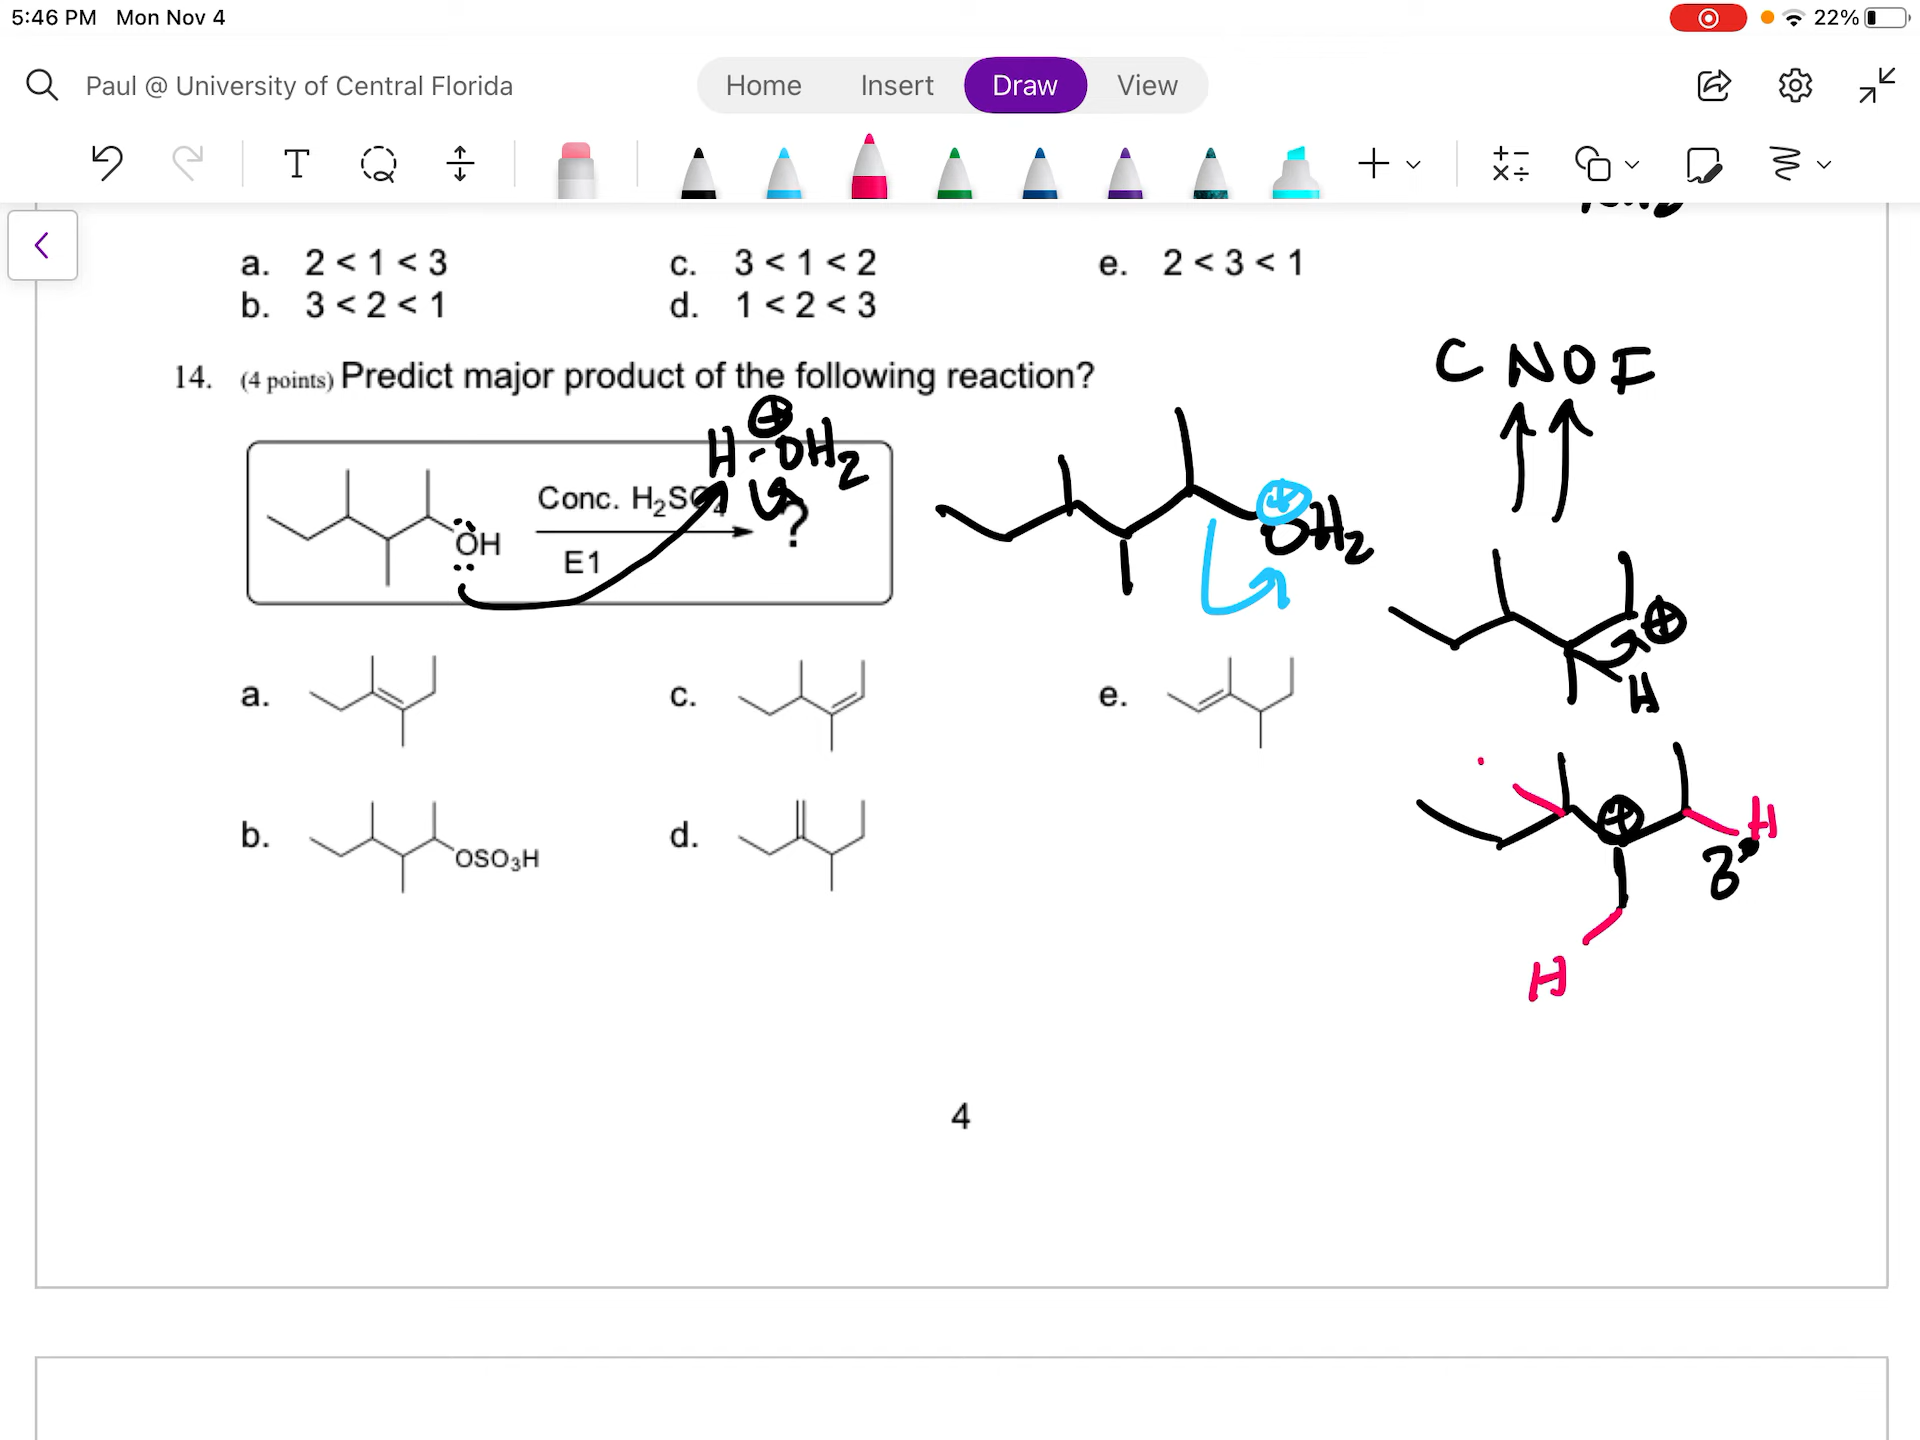 5:46 PM Mon Nov 4
22%
Paul @ University of Central Florida
Home Insert Draw View
T
a. 2 < 1 < 3 c. 3 < 1 < 2 e. 2 < 3 < 1
b. 3 < 2 < 1 d. 1 < 2 < 3
14. (4 points) Predict major product of the following reaction?
C N O F
H OH₂
Conc. H₂SO₄
OH
E1
?
OH₂
H
a. c. e.
b. OSO₃H d.
H
3°
H
4